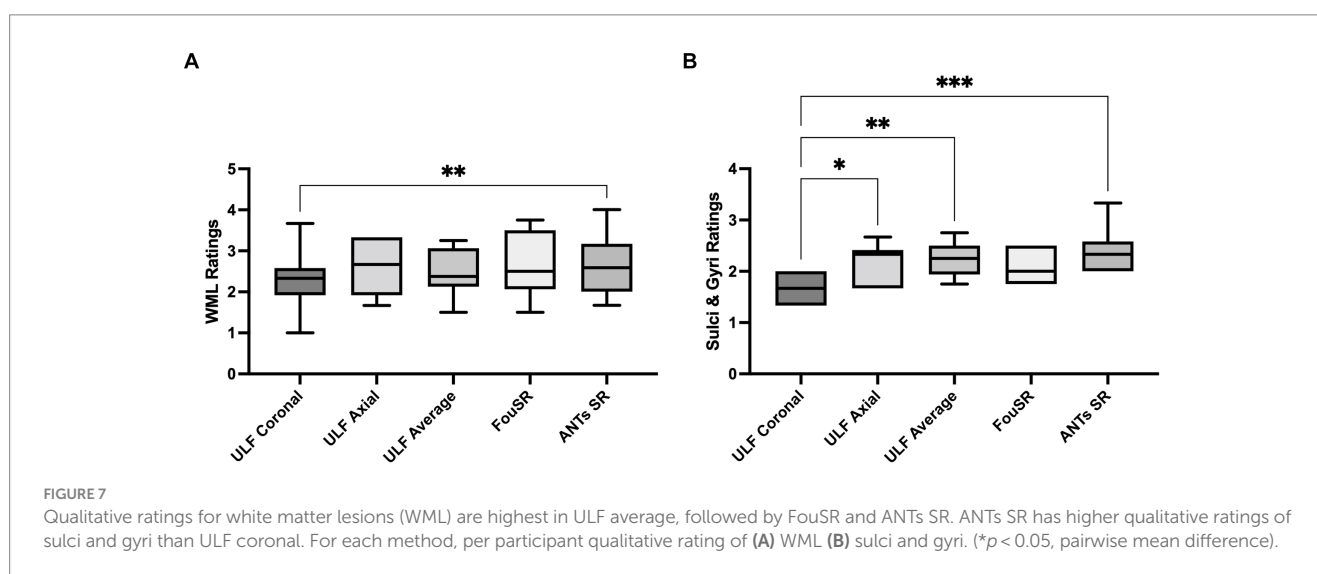 A
B
**
WML Ratings
5
4
3
2
1
0
ULF Coronal
ULF Axial
ULF Average
FouSR
ANTs SR
***
**
*
Sulci & Gyri Ratings
4
3
2
1
0
ULF Coronal
ULF Axial
ULF Average
FouSR
ANTs SR
FIGURE 7
Qualitative ratings for white matter lesions (WML) are highest in ULF average, followed by FouSR and ANTs SR. ANTs SR has higher qualitative ratings of
sulci and gyri than ULF coronal. For each method, per participant qualitative rating of (A) WML (B) sulci and gyri. (*p < 0.05, pairwise mean difference).